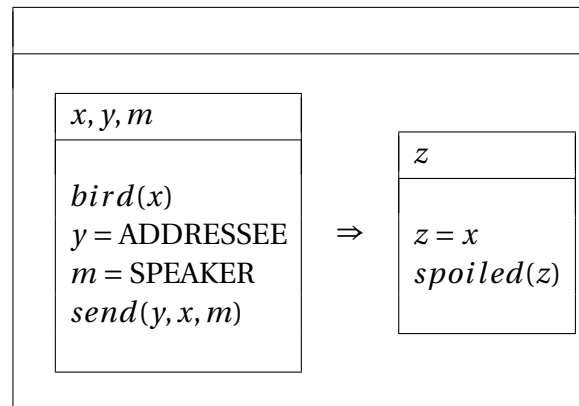 x, y, m
bird(x)
y = ADDRESSEE
m = SPEAKER
send(y, x, m)
⇒
z
z = x
spoiled(z)